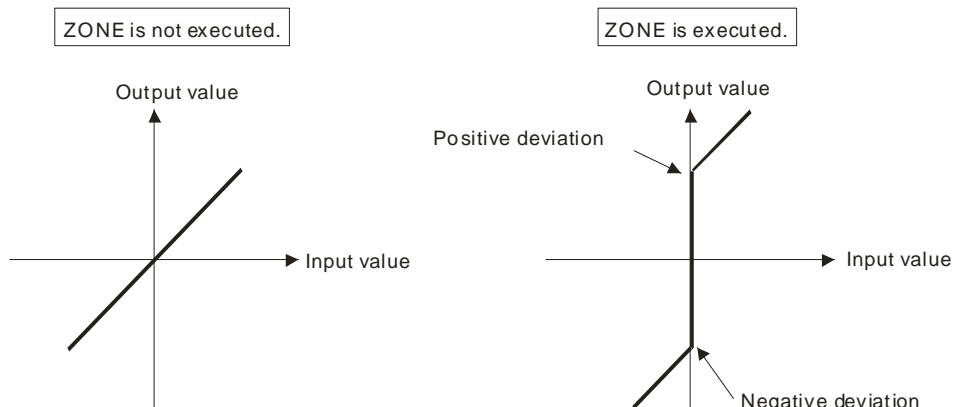 ZONE is not executed.
ZONE is executed.
Output value
Output value
Positive deviation
Input value
Input value
Negative deviation